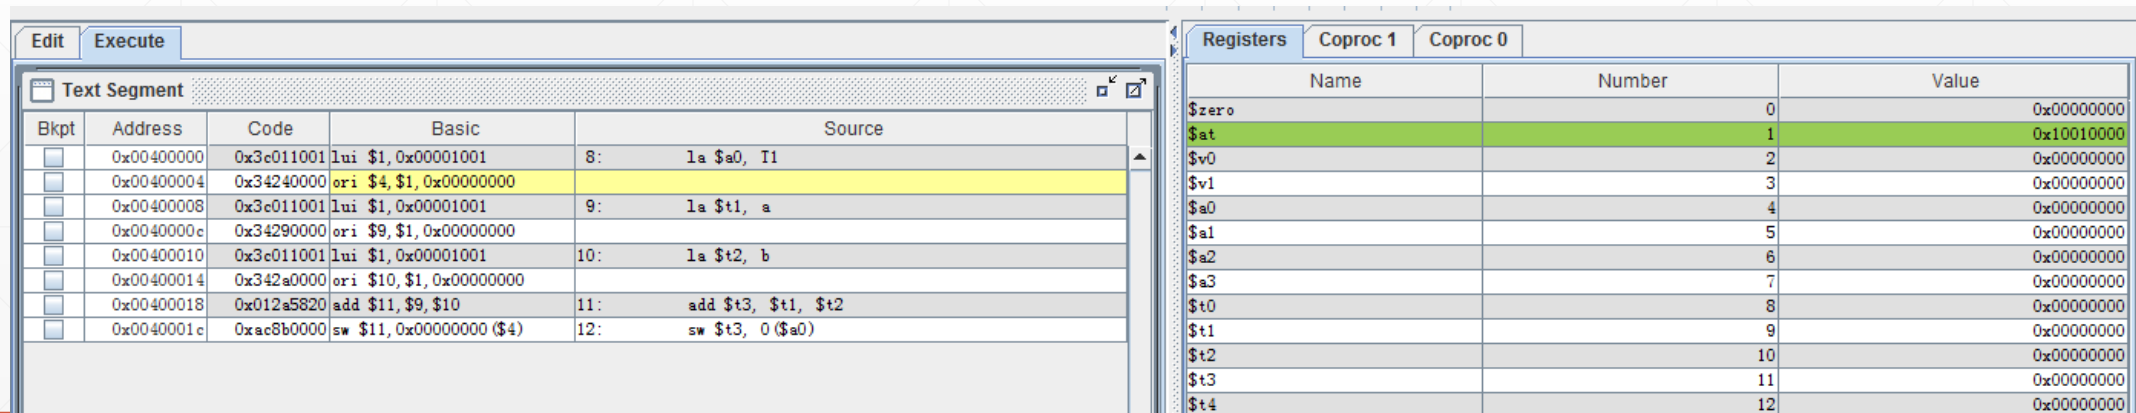 Edit Execute
Text Segment
Bkpt Address Code Basic Source
0x00400000 0x3c011001 lui $1,0x00001001 8: la $a0, I1
0x00400004 0x34240000 ori $4,$1,0x00000000
0x00400008 0x3c011001 lui $1,0x00001001 9: la $t1, a
0x0040000c 0x34290000 ori $9,$1,0x00000000
0x00400010 0x3c011001 lui $1,0x00001001 10: la $t2, b
0x00400014 0x342a0000 ori $10,$1,0x00000000
0x00400018 0x012a5820 add $11,$9,$10 11: add $t3, $t1, $t2
0x0040001c 0xac8b0000 sw $11,0x00000000($4) 12: sw $t3, 0($a0)
Registers Coproc 1 Coproc 0
Name Number Value
$zero 0 0x00000000
$at 1 0x10010000
$v0 2 0x00000000
$v1 3 0x00000000
$a0 4 0x00000000
$a1 5 0x00000000
$a2 6 0x00000000
$a3 7 0x00000000
$t0 8 0x00000000
$t1 9 0x00000000
$t2 10 0x00000000
$t3 11 0x00000000
$t4 12 0x00000000